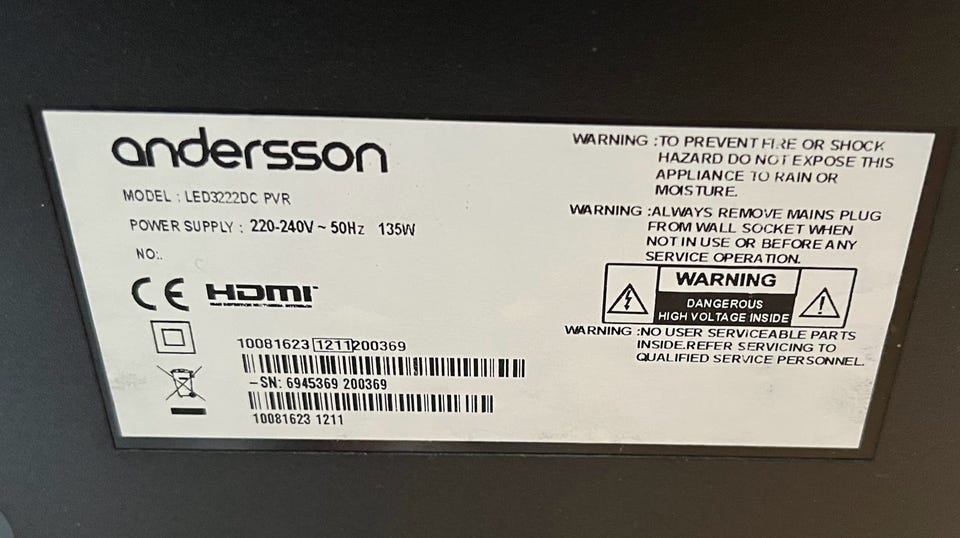 andersson
MODEL : LED3222DC PVR
POWER SUPPLY : 220-240V ~ 50Hz 135W
NO:.
CE HDMI
10081623 1211 200369
-SN: 6945369 200369
10081623 1211
WARNING :TO PREVENT FIRE OR SHOCK
HAZARD DO NOT EXPOSE THIS
APPLIANCE TO RAIN OR
MOISTURE.
WARNING :ALWAYS REMOVE MAINS PLUG
FROM WALL SOCKET WHEN
NOT IN USE OR BEFORE ANY
SERVICE OPERATION.
WARNING
DANGEROUS
HIGH VOLTAGE INSIDE
WARNING :NO USER SERVICEABLE PARTS
INSIDE.REFER SERVICING TO
QUALIFIED SERVICE PERSONNEL.